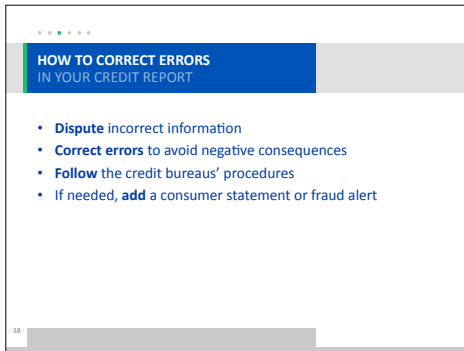 HOW TO CORRECT ERRORS
IN YOUR CREDIT REPORT
• Dispute incorrect information
• Correct errors to avoid negative consequences
• Follow the credit bureaus’ procedures
• If needed, add a consumer statement or fraud alert
38